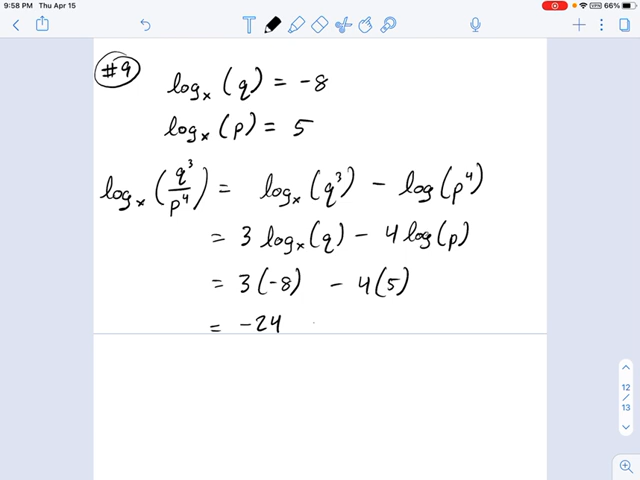 9:58 PM Thu Apr 15
VPN 66%
T
#9
logₓ(q) = -8
logₓ(p) = 5
logₓ(q³/p⁴) = logₓ(q³) - log(p⁴)
= 3 logₓ(q) - 4 log(p)
= 3(-8) - 4(5)
= -24
12
/
13